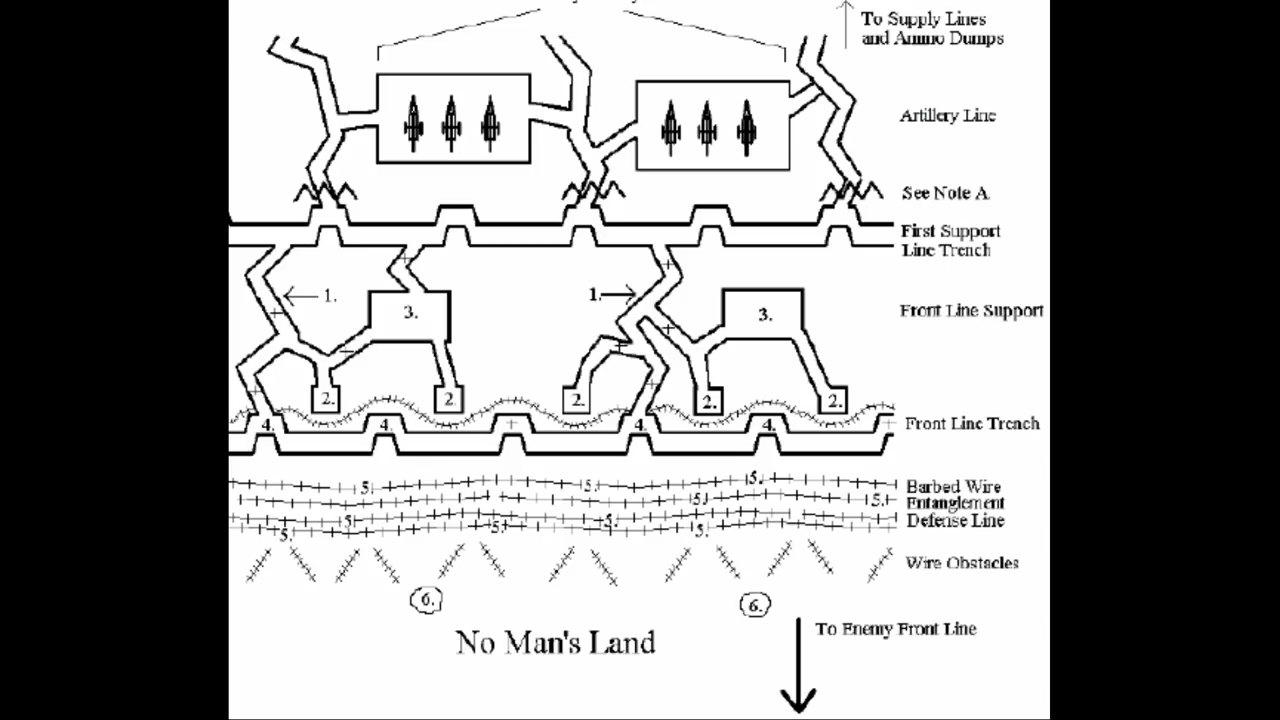 To Supply Lines
and Ammo Dumps
Artillery Line
See Note A.
First Support
Line Trench
1.
1.
3.
3.
Front Line Support
2.
2.
2.
2.
2.
4.
4.
4.
4.
Front Line Trench
5.
5.
5.
Barbed Wire
5.
5.
Entanglement
5.
5.
5.
Defense Line
5.
5.
Wire Obstacles
6.
6.
No Man's Land
To Enemy Front Line